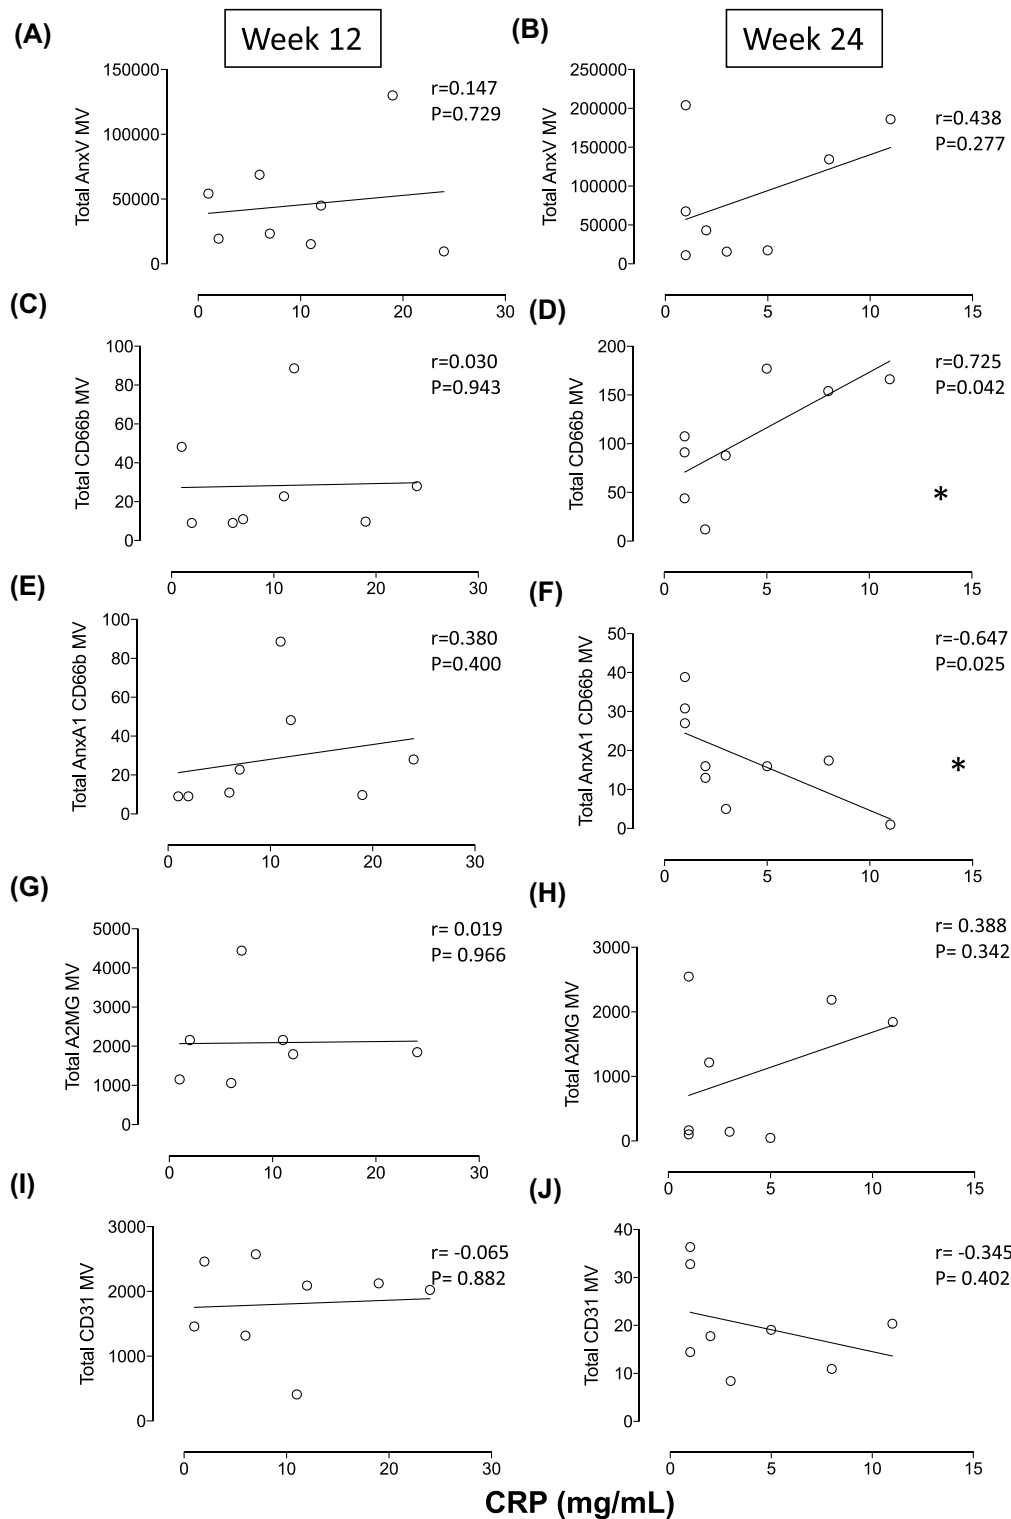 (A)
Week 12
(B)
Week 24
150000
100000
50000
0
Total AnxV MV
r=0.147
P=0.729
0
10
20
30
250000
200000
150000
100000
50000
0
Total AnxV MV
r=0.438
P=0.277
0
5
10
15
(C)
100
80
60
40
20
0
Total CD66b MV
r=0.030
P=0.943
0
10
20
30
(D)
200
150
100
50
0
Total CD66b MV
r=0.725
P=0.042
*
0
5
10
15
(E)
100
80
60
40
20
0
Total AnxA1 CD66b MV
r=0.380
P=0.400
0
10
20
30
(F)
50
40
30
20
10
0
Total AnxA1 CD66b MV
r=-0.647
P=0.025
*
0
5
10
15
(G)
5000
4000
3000
2000
1000
0
Total A2MG MV
r= 0.019
P= 0.966
0
10
20
30
(H)
3000
2000
1000
0
Total A2MG MV
r= 0.388
P= 0.342
0
5
10
15
(I)
3000
2000
1000
0
Total CD31 MV
r= -0.065
P= 0.882
0
10
20
30
(J)
40
30
20
10
0
Total CD31 MV
r= -0.345
P= 0.402
0
5
10
15
CRP (mg/mL)